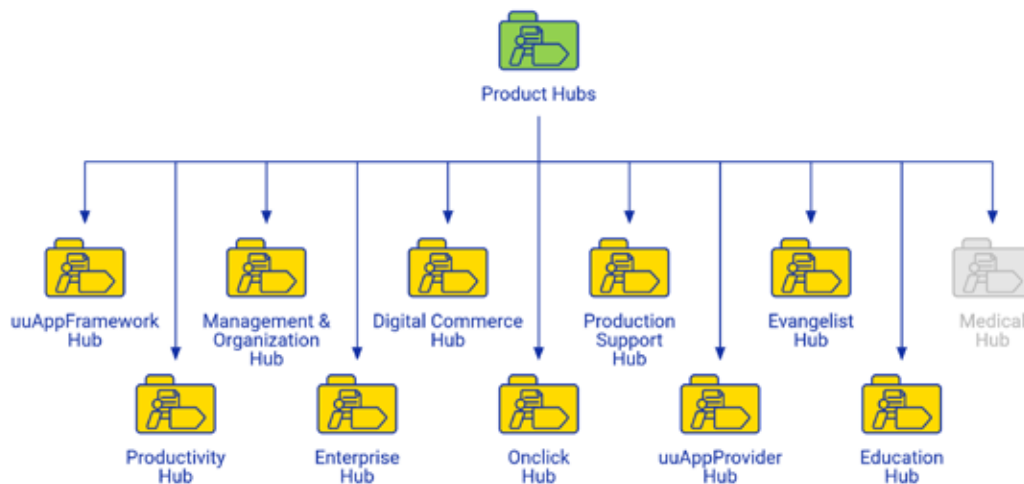 Product Hubs
uuAppFramework
Hub
Management &
Organization
Hub
Digital Commerce
Hub
Production
Support
Hub
Evangelist
Hub
Medical
Hub
Productivity
Hub
Enterprise
Hub
Onclick
Hub
uuAppProvider
Hub
Education
Hub